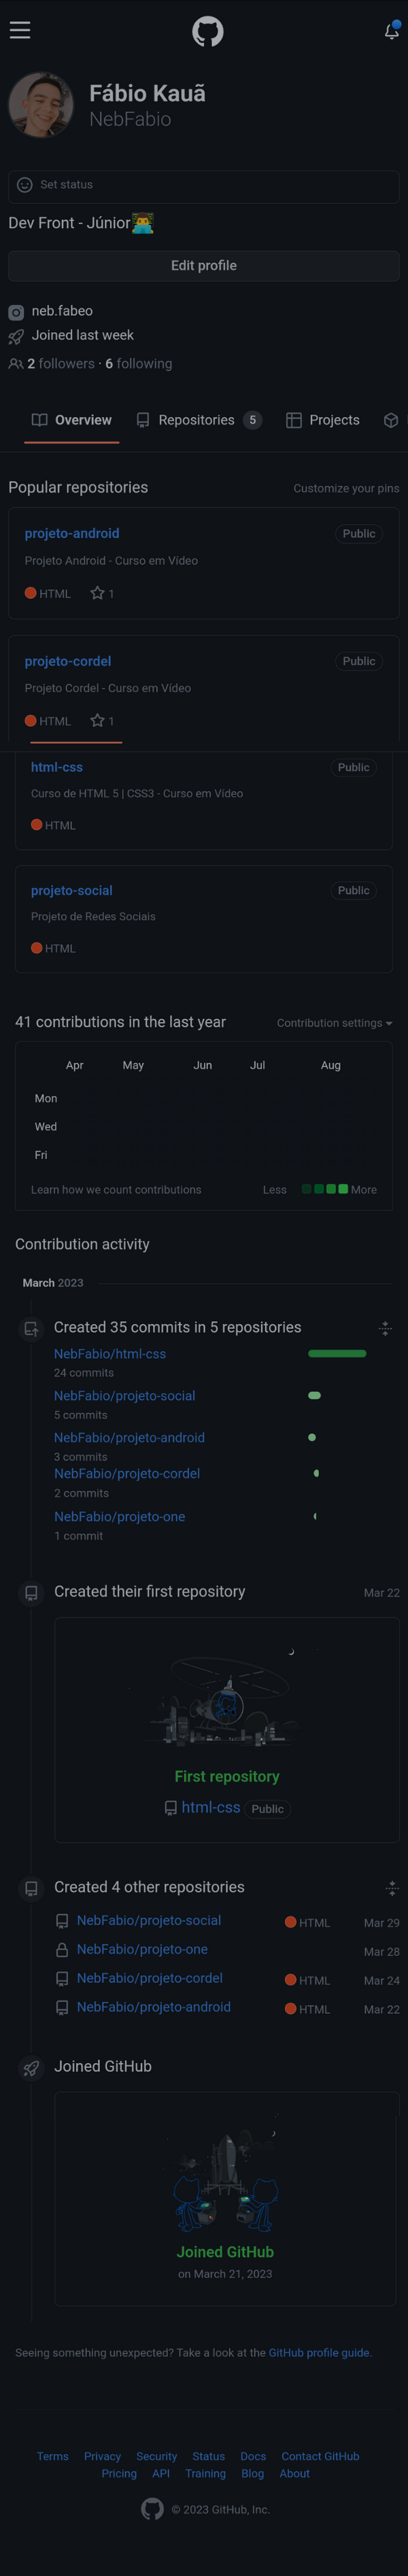 Fábio Kauã
NebFabio
Set status
Dev Front - Júnior
Edit profile
neb.fabeo
Joined last week
2 followers · 6 following
Overview Repositories 5 Projects
Popular repositories Customize your pins
projeto-android Public
Projeto Android - Curso em Vídeo
HTML 1
projeto-cordel Public
Projeto Cordel - Curso em Vídeo
HTML 1
html-css Public
Curso de HTML 5 | CSS3 - Curso em Vídeo
HTML
projeto-social Public
Projeto de Redes Sociais
HTML
41 contributions in the last year Contribution settings
Apr May Jun Jul Aug
Mon
Wed
Fri
Learn how we count contributions Less More
Contribution activity
March 2023
Created 35 commits in 5 repositories
NebFabio/html-css
24 commits
NebFabio/projeto-social
5 commits
NebFabio/projeto-android
3 commits
NebFabio/projeto-cordel
2 commits
NebFabio/projeto-one
1 commit
Created their first repository Mar 22
First repository
html-css Public
Created 4 other repositories
NebFabio/projeto-social HTML Mar 29
NebFabio/projeto-one Mar 28
NebFabio/projeto-cordel HTML Mar 24
NebFabio/projeto-android HTML Mar 22
Joined GitHub
Joined GitHub
on March 21, 2023
Seeing something unexpected? Take a look at the GitHub profile guide.
Terms Privacy Security Status Docs Contact GitHub
Pricing API Training Blog About
© 2023 GitHub, Inc.